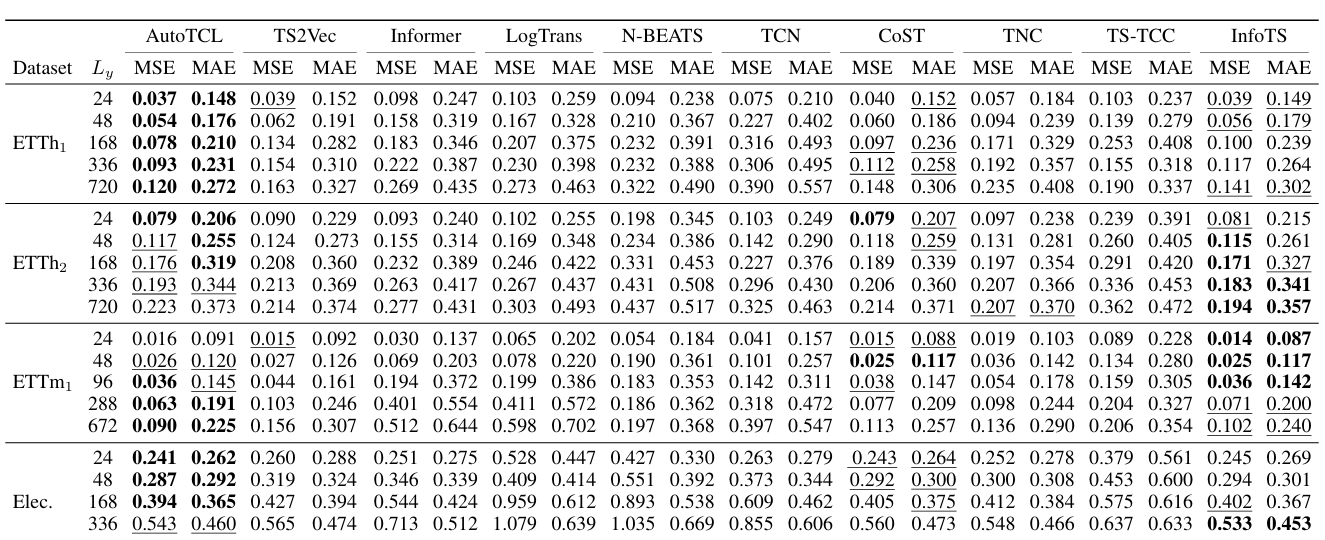 AutoTCL TS2Vec Informer LogTrans N-BEATS TCN CoST TNC TS-TCC InfoTS
Dataset L_y MSE MAE MSE MAE MSE MAE MSE MAE MSE MAE MSE MAE MSE MAE MSE MAE MSE MAE MSE MAE
24 0.037 0.148 0.039 0.152 0.098 0.247 0.103 0.259 0.094 0.238 0.075 0.210 0.040 0.152 0.057 0.184 0.103 0.237 0.039 0.149
48 0.054 0.176 0.062 0.191 0.158 0.319 0.167 0.328 0.210 0.367 0.227 0.402 0.060 0.186 0.094 0.239 0.139 0.279 0.056 0.179
ETTh₁ 168 0.078 0.210 0.134 0.282 0.183 0.346 0.207 0.375 0.232 0.391 0.316 0.493 0.097 0.236 0.171 0.329 0.253 0.408 0.100 0.239
336 0.093 0.231 0.154 0.310 0.222 0.387 0.230 0.398 0.232 0.388 0.306 0.495 0.112 0.258 0.192 0.357 0.155 0.318 0.117 0.264
720 0.120 0.272 0.163 0.327 0.269 0.435 0.273 0.463 0.322 0.490 0.390 0.557 0.148 0.306 0.235 0.408 0.190 0.337 0.141 0.302
24 0.079 0.206 0.090 0.229 0.093 0.240 0.102 0.255 0.198 0.345 0.103 0.249 0.079 0.207 0.097 0.238 0.239 0.391 0.081 0.215
48 0.117 0.255 0.124 0.273 0.155 0.314 0.169 0.348 0.234 0.386 0.142 0.290 0.118 0.259 0.131 0.281 0.260 0.405 0.115 0.261
ETTh₂ 168 0.176 0.319 0.208 0.360 0.232 0.389 0.246 0.422 0.331 0.453 0.227 0.376 0.189 0.339 0.197 0.354 0.291 0.420 0.171 0.327
336 0.193 0.344 0.213 0.369 0.263 0.417 0.267 0.437 0.431 0.508 0.296 0.430 0.206 0.360 0.207 0.366 0.336 0.453 0.183 0.341
720 0.223 0.373 0.214 0.374 0.277 0.431 0.303 0.493 0.437 0.517 0.325 0.463 0.214 0.371 0.207 0.370 0.362 0.472 0.194 0.357
24 0.016 0.091 0.015 0.092 0.030 0.137 0.065 0.202 0.054 0.184 0.041 0.157 0.015 0.088 0.019 0.103 0.089 0.228 0.014 0.087
48 0.026 0.120 0.027 0.126 0.069 0.203 0.078 0.220 0.190 0.361 0.101 0.257 0.025 0.117 0.036 0.142 0.134 0.280 0.025 0.117
ETTm₁ 96 0.036 0.145 0.044 0.161 0.194 0.372 0.199 0.386 0.183 0.353 0.142 0.311 0.038 0.147 0.054 0.178 0.159 0.305 0.036 0.142
288 0.063 0.191 0.103 0.246 0.401 0.554 0.411 0.572 0.186 0.362 0.318 0.472 0.077 0.209 0.098 0.244 0.204 0.327 0.071 0.200
672 0.090 0.225 0.156 0.307 0.512 0.644 0.598 0.702 0.197 0.368 0.397 0.547 0.113 0.257 0.136 0.290 0.206 0.354 0.102 0.240
24 0.241 0.262 0.260 0.288 0.251 0.275 0.528 0.447 0.427 0.330 0.263 0.279 0.243 0.264 0.252 0.278 0.379 0.561 0.245 0.269
48 0.287 0.292 0.319 0.324 0.346 0.339 0.409 0.414 0.551 0.392 0.373 0.344 0.292 0.300 0.300 0.308 0.453 0.600 0.294 0.301
Elec. 168 0.394 0.365 0.427 0.394 0.544 0.424 0.959 0.612 0.893 0.538 0.609 0.462 0.405 0.375 0.412 0.384 0.575 0.616 0.402 0.367
336 0.543 0.460 0.565 0.474 0.713 0.512 1.079 0.639 1.035 0.669 0.855 0.606 0.560 0.473 0.548 0.466 0.637 0.633 0.533 0.453